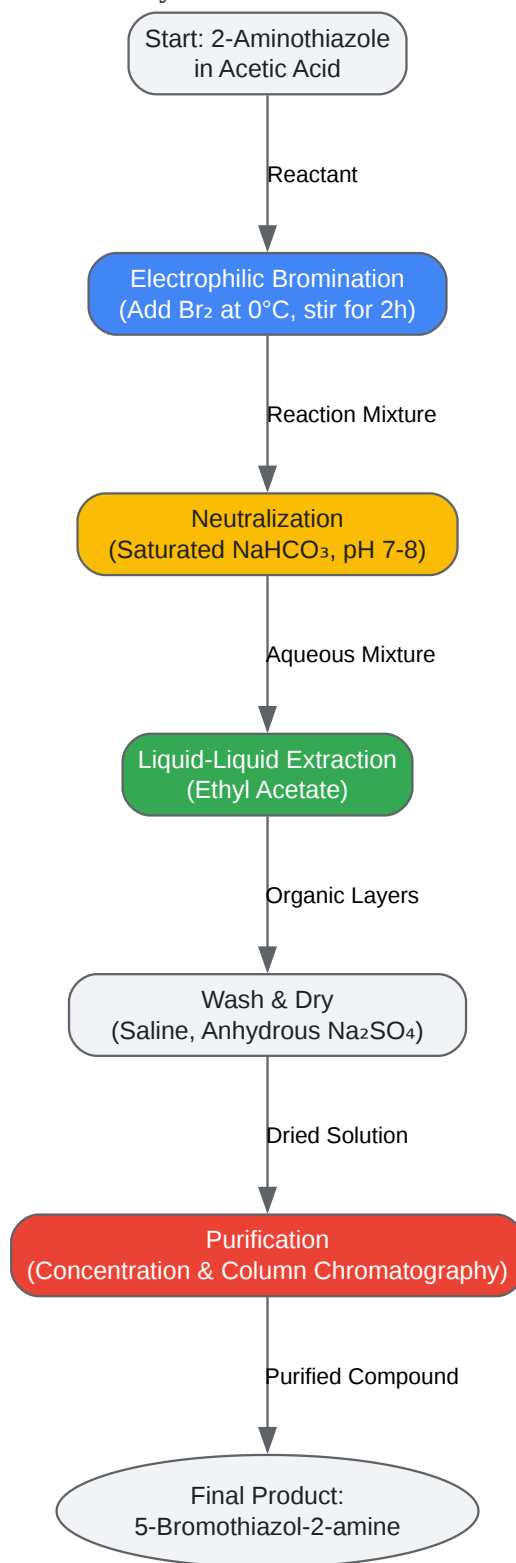 Start: 2-Aminothiazole
in Acetic Acid
Reactant
Electrophilic Bromination
(Add Br₂ at 0°C, stir for 2h)
Reaction Mixture
Neutralization
(Saturated NaHCO₃, pH 7-8)
Aqueous Mixture
Liquid-Liquid Extraction
(Ethyl Acetate)
Organic Layers
Wash & Dry
(Saline, Anhydrous Na₂SO₄)
Dried Solution
Purification
(Concentration & Column Chromatography)
Purified Compound
Final Product:
5-Bromothiazol-2-amine